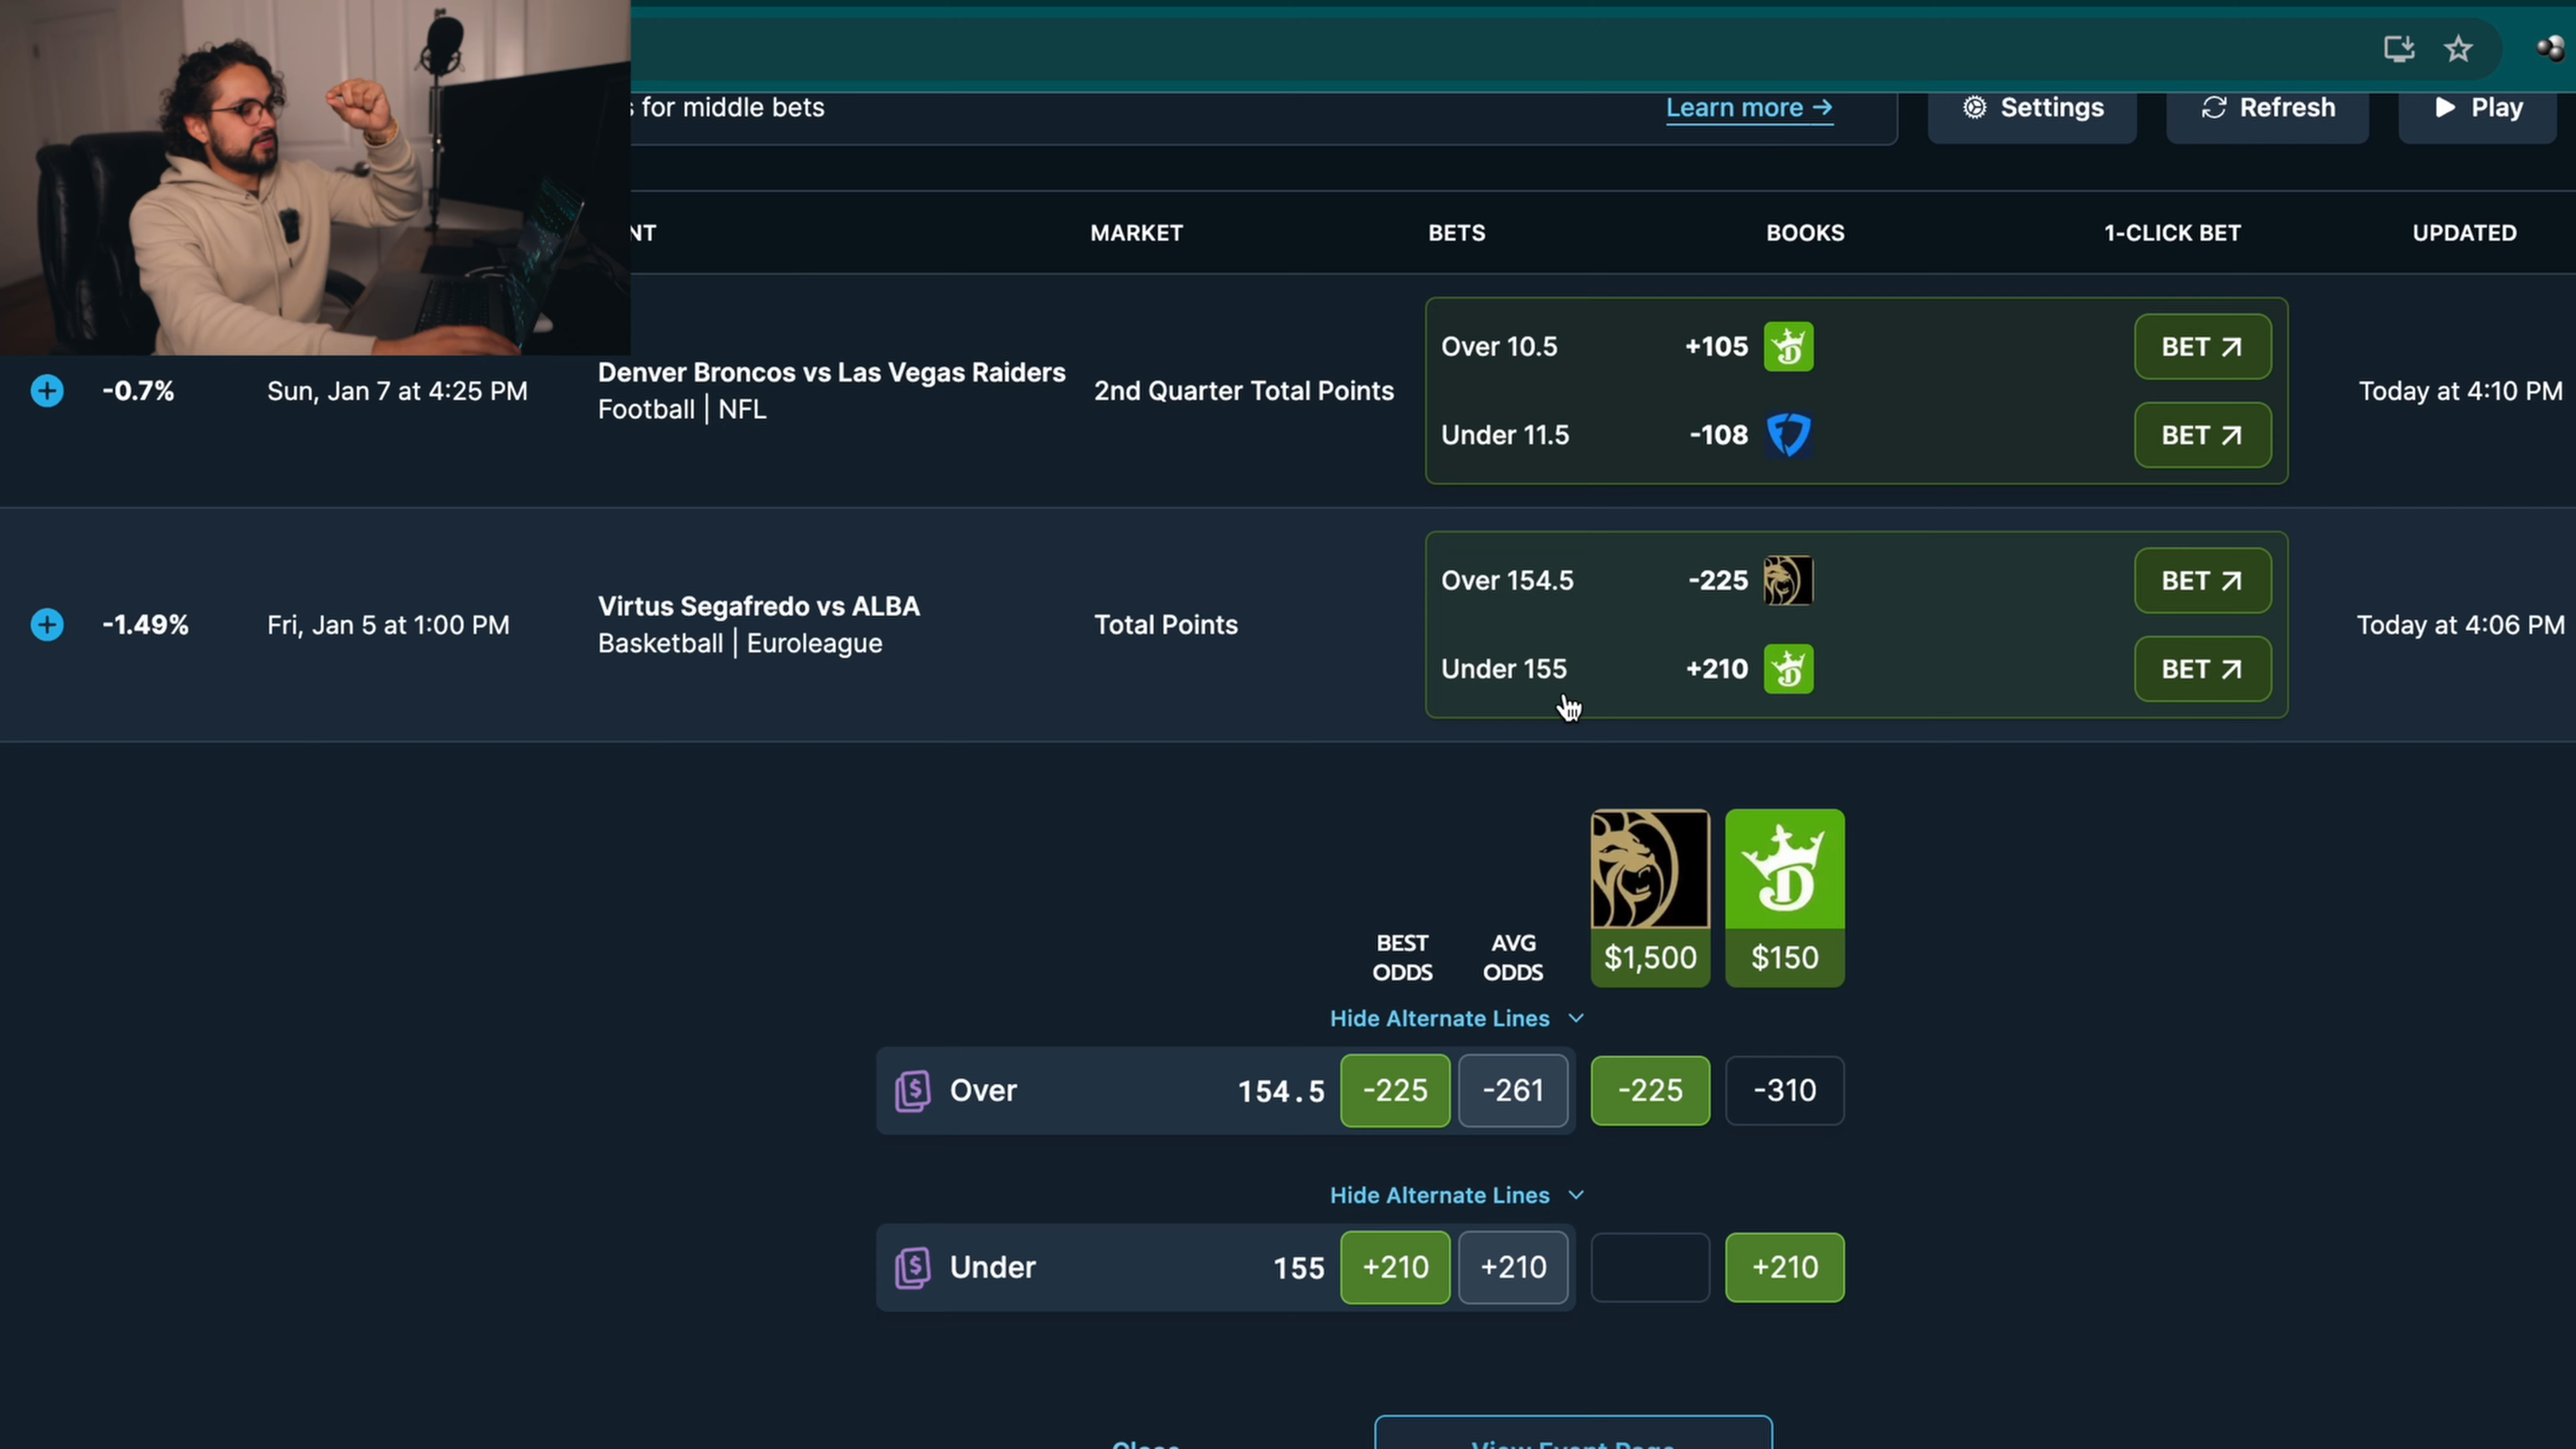 s for middle bets
Learn more →
Settings
Refresh
Play
NT
MARKET
BETS
BOOKS
1-CLICK BET
UPDATED
-0.7%
Sun, Jan 7 at 4:25 PM
Denver Broncos vs Las Vegas Raiders
Football | NFL
2nd Quarter Total Points
Over 10.5
+105
BET
Under 11.5
-108
BET
Today at 4:10 PM
-1.49%
Fri, Jan 5 at 1:00 PM
Virtus Segafredo vs ALBA
Basketball | Euroleague
Total Points
Over 154.5
-225
BET
Under 155
+210
BET
Today at 4:06 PM
BEST ODDS
AVG ODDS
$1,500
$150
Hide Alternate Lines
Over 154.5 -225 -261 -225 -310
Hide Alternate Lines
Under 155 +210 +210 +210
Close
View Event Page